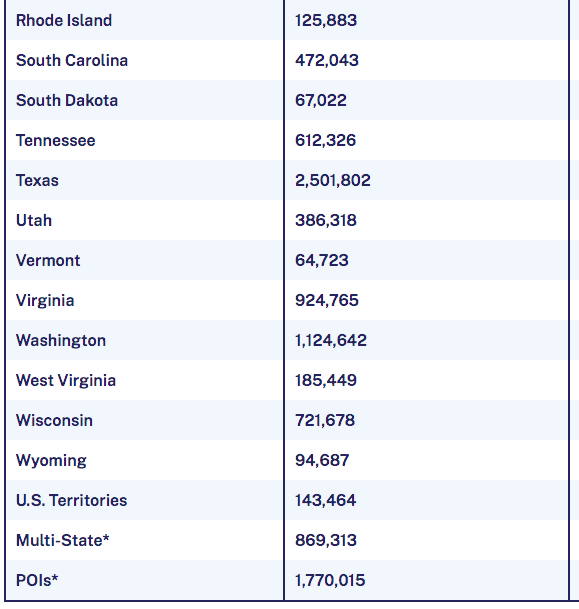 Rhode Island 125,883
South Carolina 472,043
South Dakota 67,022
Tennessee 612,326
Texas 2,501,802
Utah 386,318
Vermont 64,723
Virginia 924,765
Washington 1,124,642
West Virginia 185,449
Wisconsin 721,678
Wyoming 94,687
U.S. Territories 143,464
Multi-State* 869,313
POIs* 1,770,015